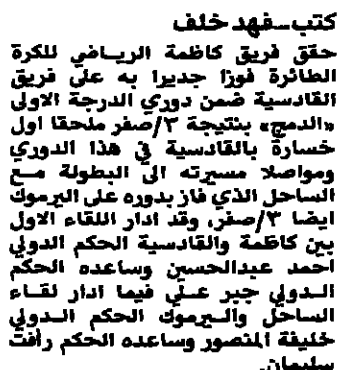 كتب ـ فهد خلف
حقق فريق كاظمة الرياضي للكرة
الطائرة فوزا جديرا به على فريق
القادسية ضمن دوري الدرجة الاولى
«الدمج» بنتيجة ٣/صفر ملحقا اول
خسارة بالقادسية في هذا الدوري
ومواصلا مسيرته الى البطولة مع
الساحل الذي فاز بدوره على اليرموك
ايضا ٣/صفر، وقد ادار اللقاء الاول
بين كاظمة والقادسية الحكم الدولي
احمد عبدالحسين وساعده الحكم
الدولي جبر علي فيما ادار لقاء
الساحل واليرموك الحكم الدولي
خليفة المنصور وساعده الحكم رأفت
سليمان.